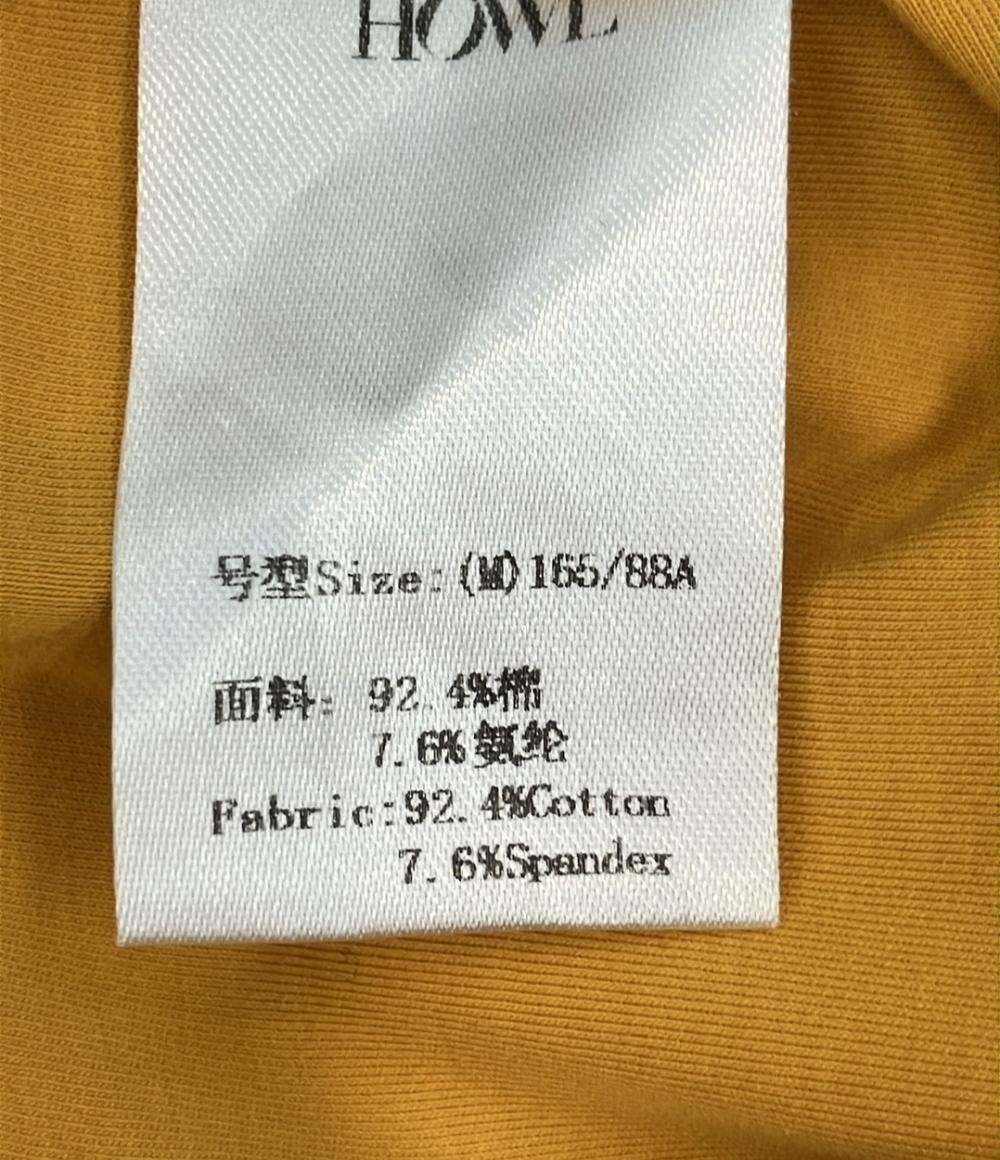 HOWL
号型Size:(M)165/88A
面料: 92.4%棉
7.6%氨纶
Fabric:92.4%Cotton
7.6%Spandex